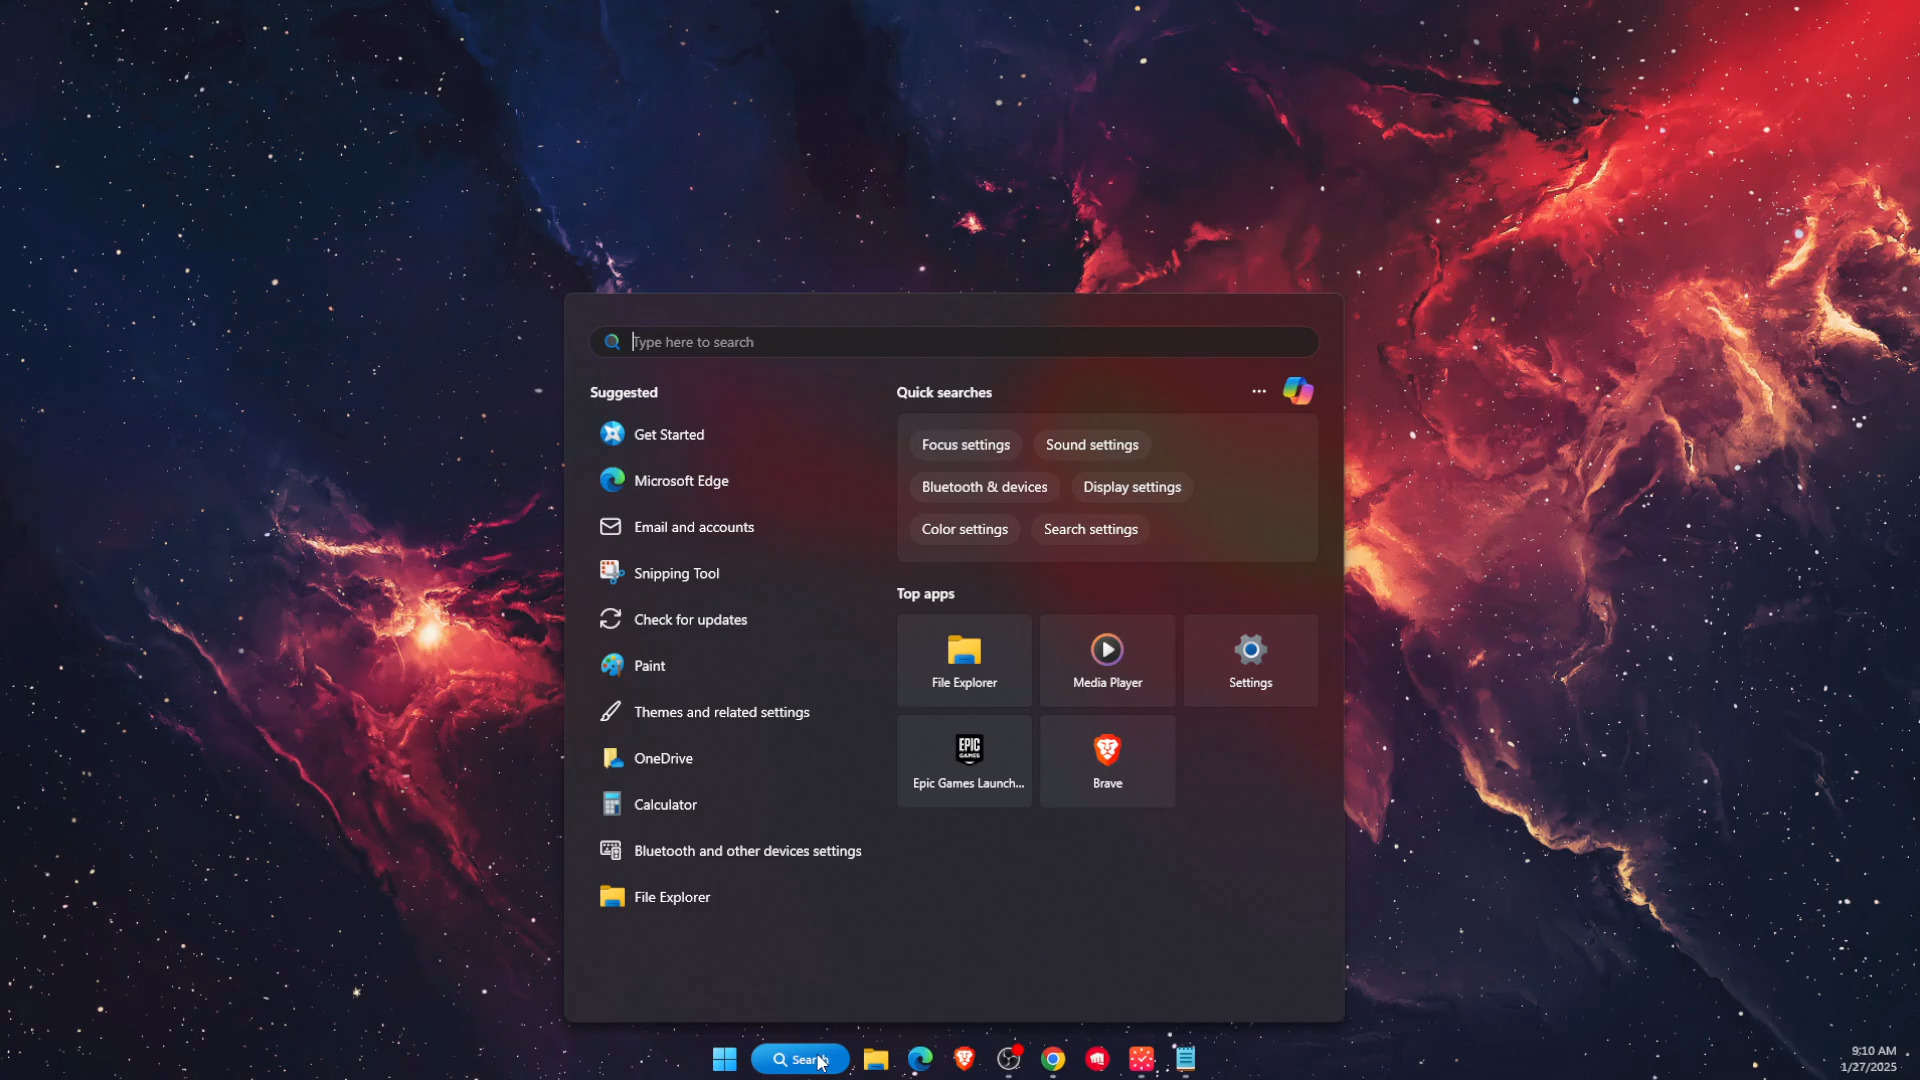 Type here to search
Suggested
Get Started
Microsoft Edge
Email and accounts
Snipping Tool
Check for updates
Paint
Themes and related settings
OneDrive
Calculator
Bluetooth and other devices settings
File Explorer
Quick searches
Focus settings
Sound settings
Bluetooth & devices
Display settings
Color settings
Search settings
Top apps
File Explorer
Media Player
Settings
EPIC
GAMES
Epic Games Launch...
Brave
Search
9:10 AM
1/27/2025